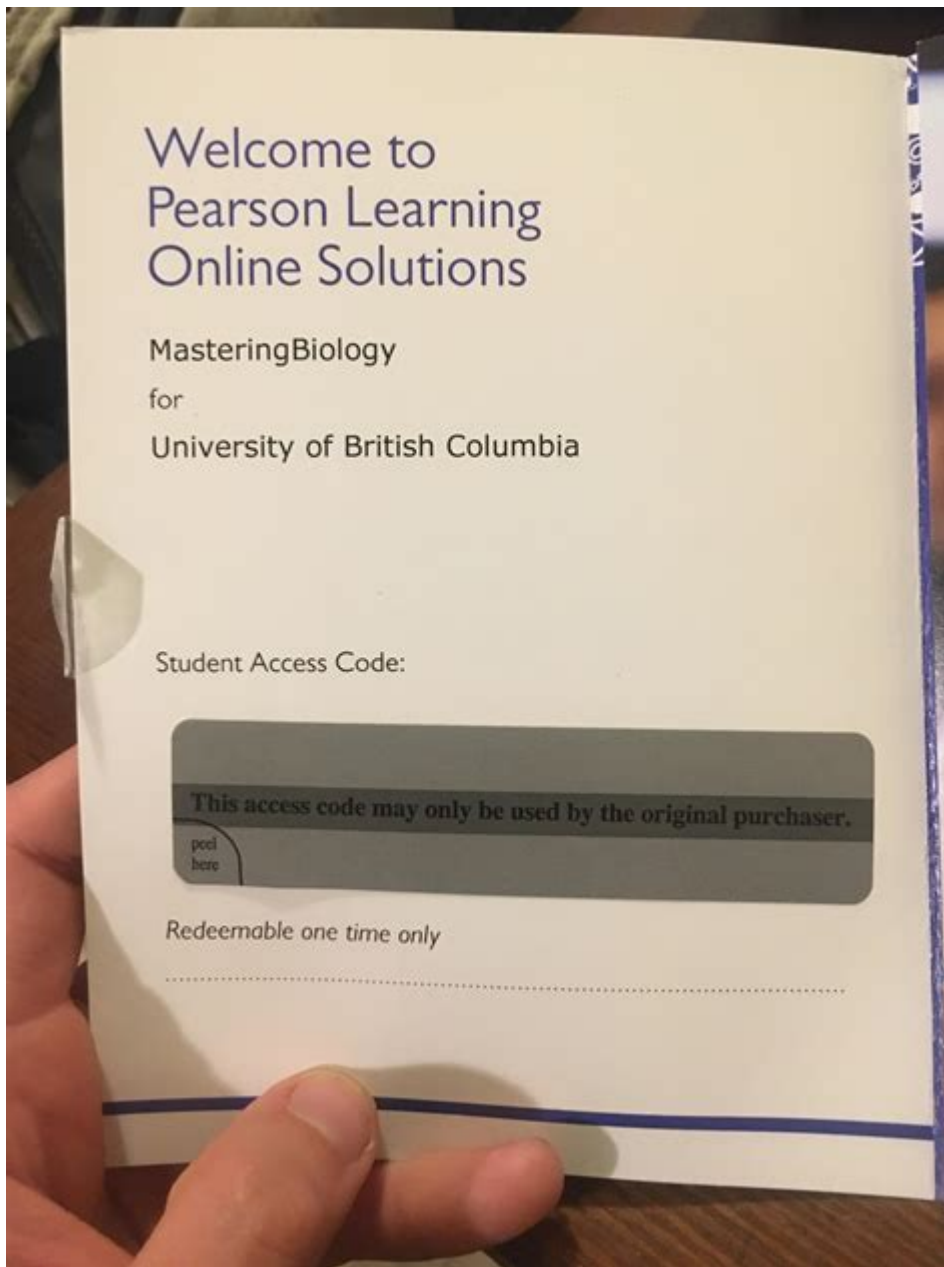 Welcome to
Pearson Learning
Online Solutions
MasteringBiology
for
University of British Columbia
Student Access Code:
This access code may only be used by the original purchaser.
peel
here
Redeemable one time only